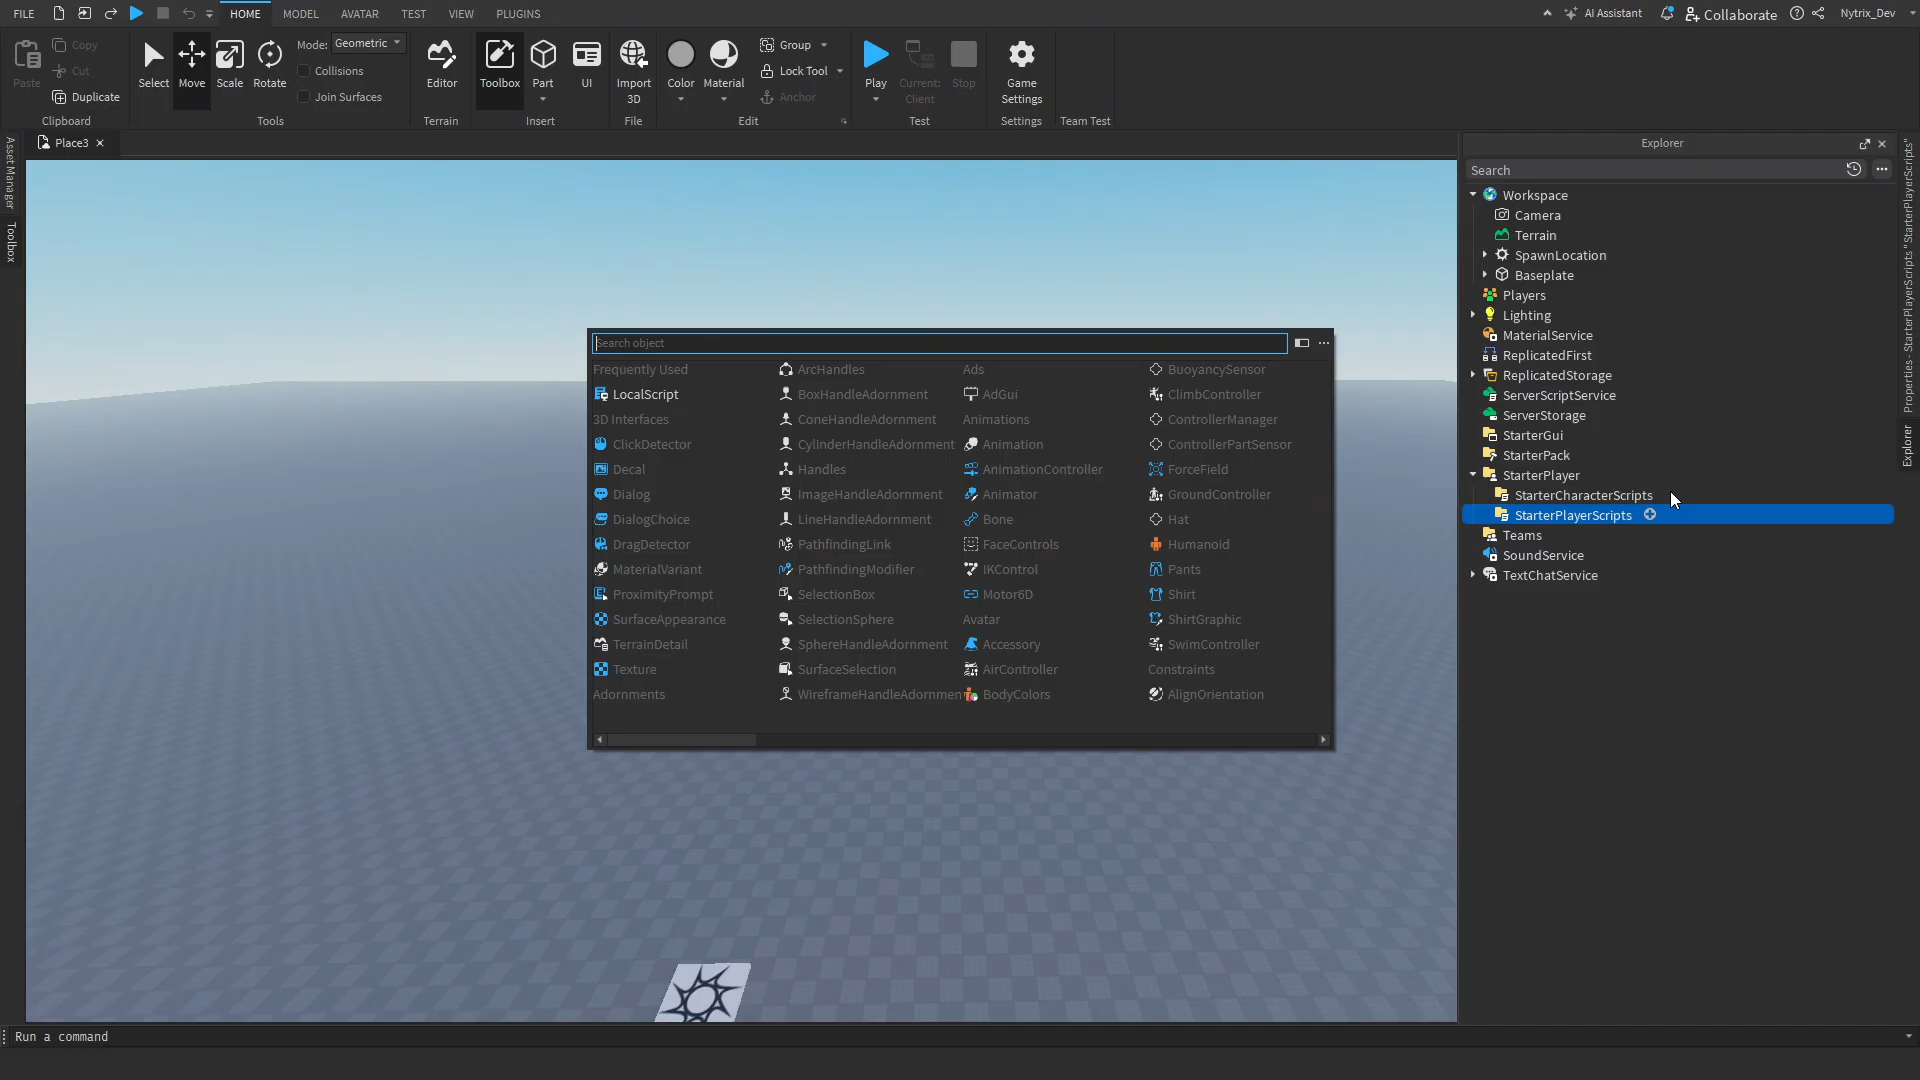 FILE
HOME
MODEL
AVATAR
TEST
VIEW
PLUGINS
AI Assistant
Collaborate
Nytrix_Dev
Paste
Copy
Cut
Duplicate
Clipboard
Select
Move
Scale
Rotate
Mode:
Geometric
Collisions
Join Surfaces
Tools
Editor
Terrain
Toolbox
Part
UI
Insert
Import
3D
File
Color
Material
Group
Lock Tool
Anchor
Edit
Play
Current:
Client
Stop
Test
Game
Settings
Settings
Team Test
Asset Manager
Toolbox
Place3
Search object
Frequently Used
LocalScript
3D Interfaces
ClickDetector
Decal
Dialog
DialogChoice
DragDetector
MaterialVariant
ProximityPrompt
SurfaceAppearance
TerrainDetail
Texture
Adornments
ArcHandles
BoxHandleAdornment
ConeHandleAdornment
CylinderHandleAdornment
Handles
ImageHandleAdornment
LineHandleAdornment
PathfindingLink
PathfindingModifier
SelectionBox
SelectionSphere
SphereHandleAdornment
SurfaceSelection
WireframeHandleAdornmen
Ads
AdGui
Animations
Animation
AnimationController
Animator
Bone
FaceControls
IKControl
Motor6D
Avatar
Accessory
AirController
BodyColors
BuoyancySensor
ClimbController
ControllerManager
ControllerPartSensor
ForceField
GroundController
Hat
Humanoid
Pants
Shirt
ShirtGraphic
SwimController
Constraints
AlignOrientation
Explorer
Search
Workspace
Camera
Terrain
SpawnLocation
Baseplate
Players
Lighting
MaterialService
ReplicatedFirst
ReplicatedStorage
ServerScriptService
ServerStorage
StarterGui
StarterPack
StarterPlayer
StarterCharacterScripts
StarterPlayerScripts
Teams
SoundService
TextChatService
Properties - StarterPlayerScripts "StarterPlayerScripts"
Explorer
Run a command